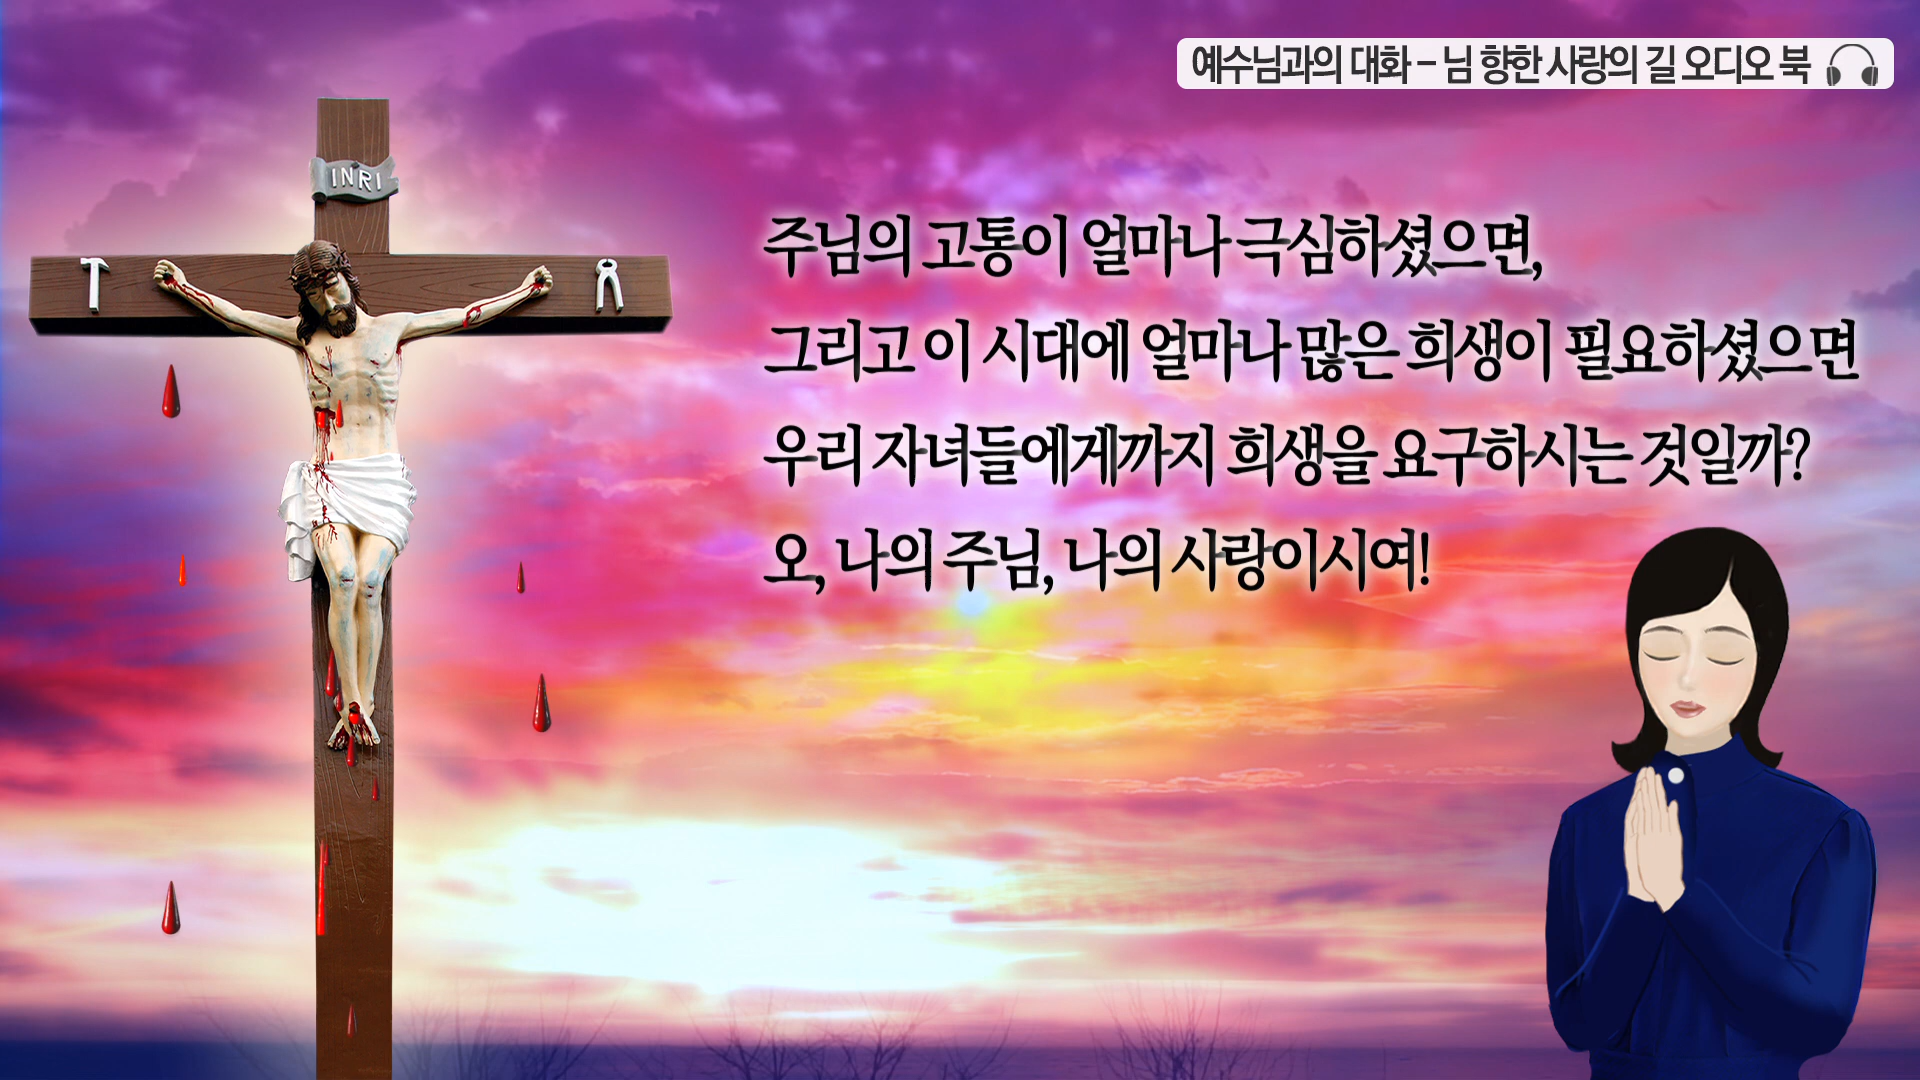 예수님과의 대화 - 님 향한 사랑의 길 오디오 북
INRI
주님의 고통이 얼마나 극심하셨으면,
그리고 이 시대에 얼마나 많은 희생이 필요하셨으면
우리 자녀들에게까지 희생을 요구하시는 것일까?
오, 나의 주님, 나의 사랑이시여!